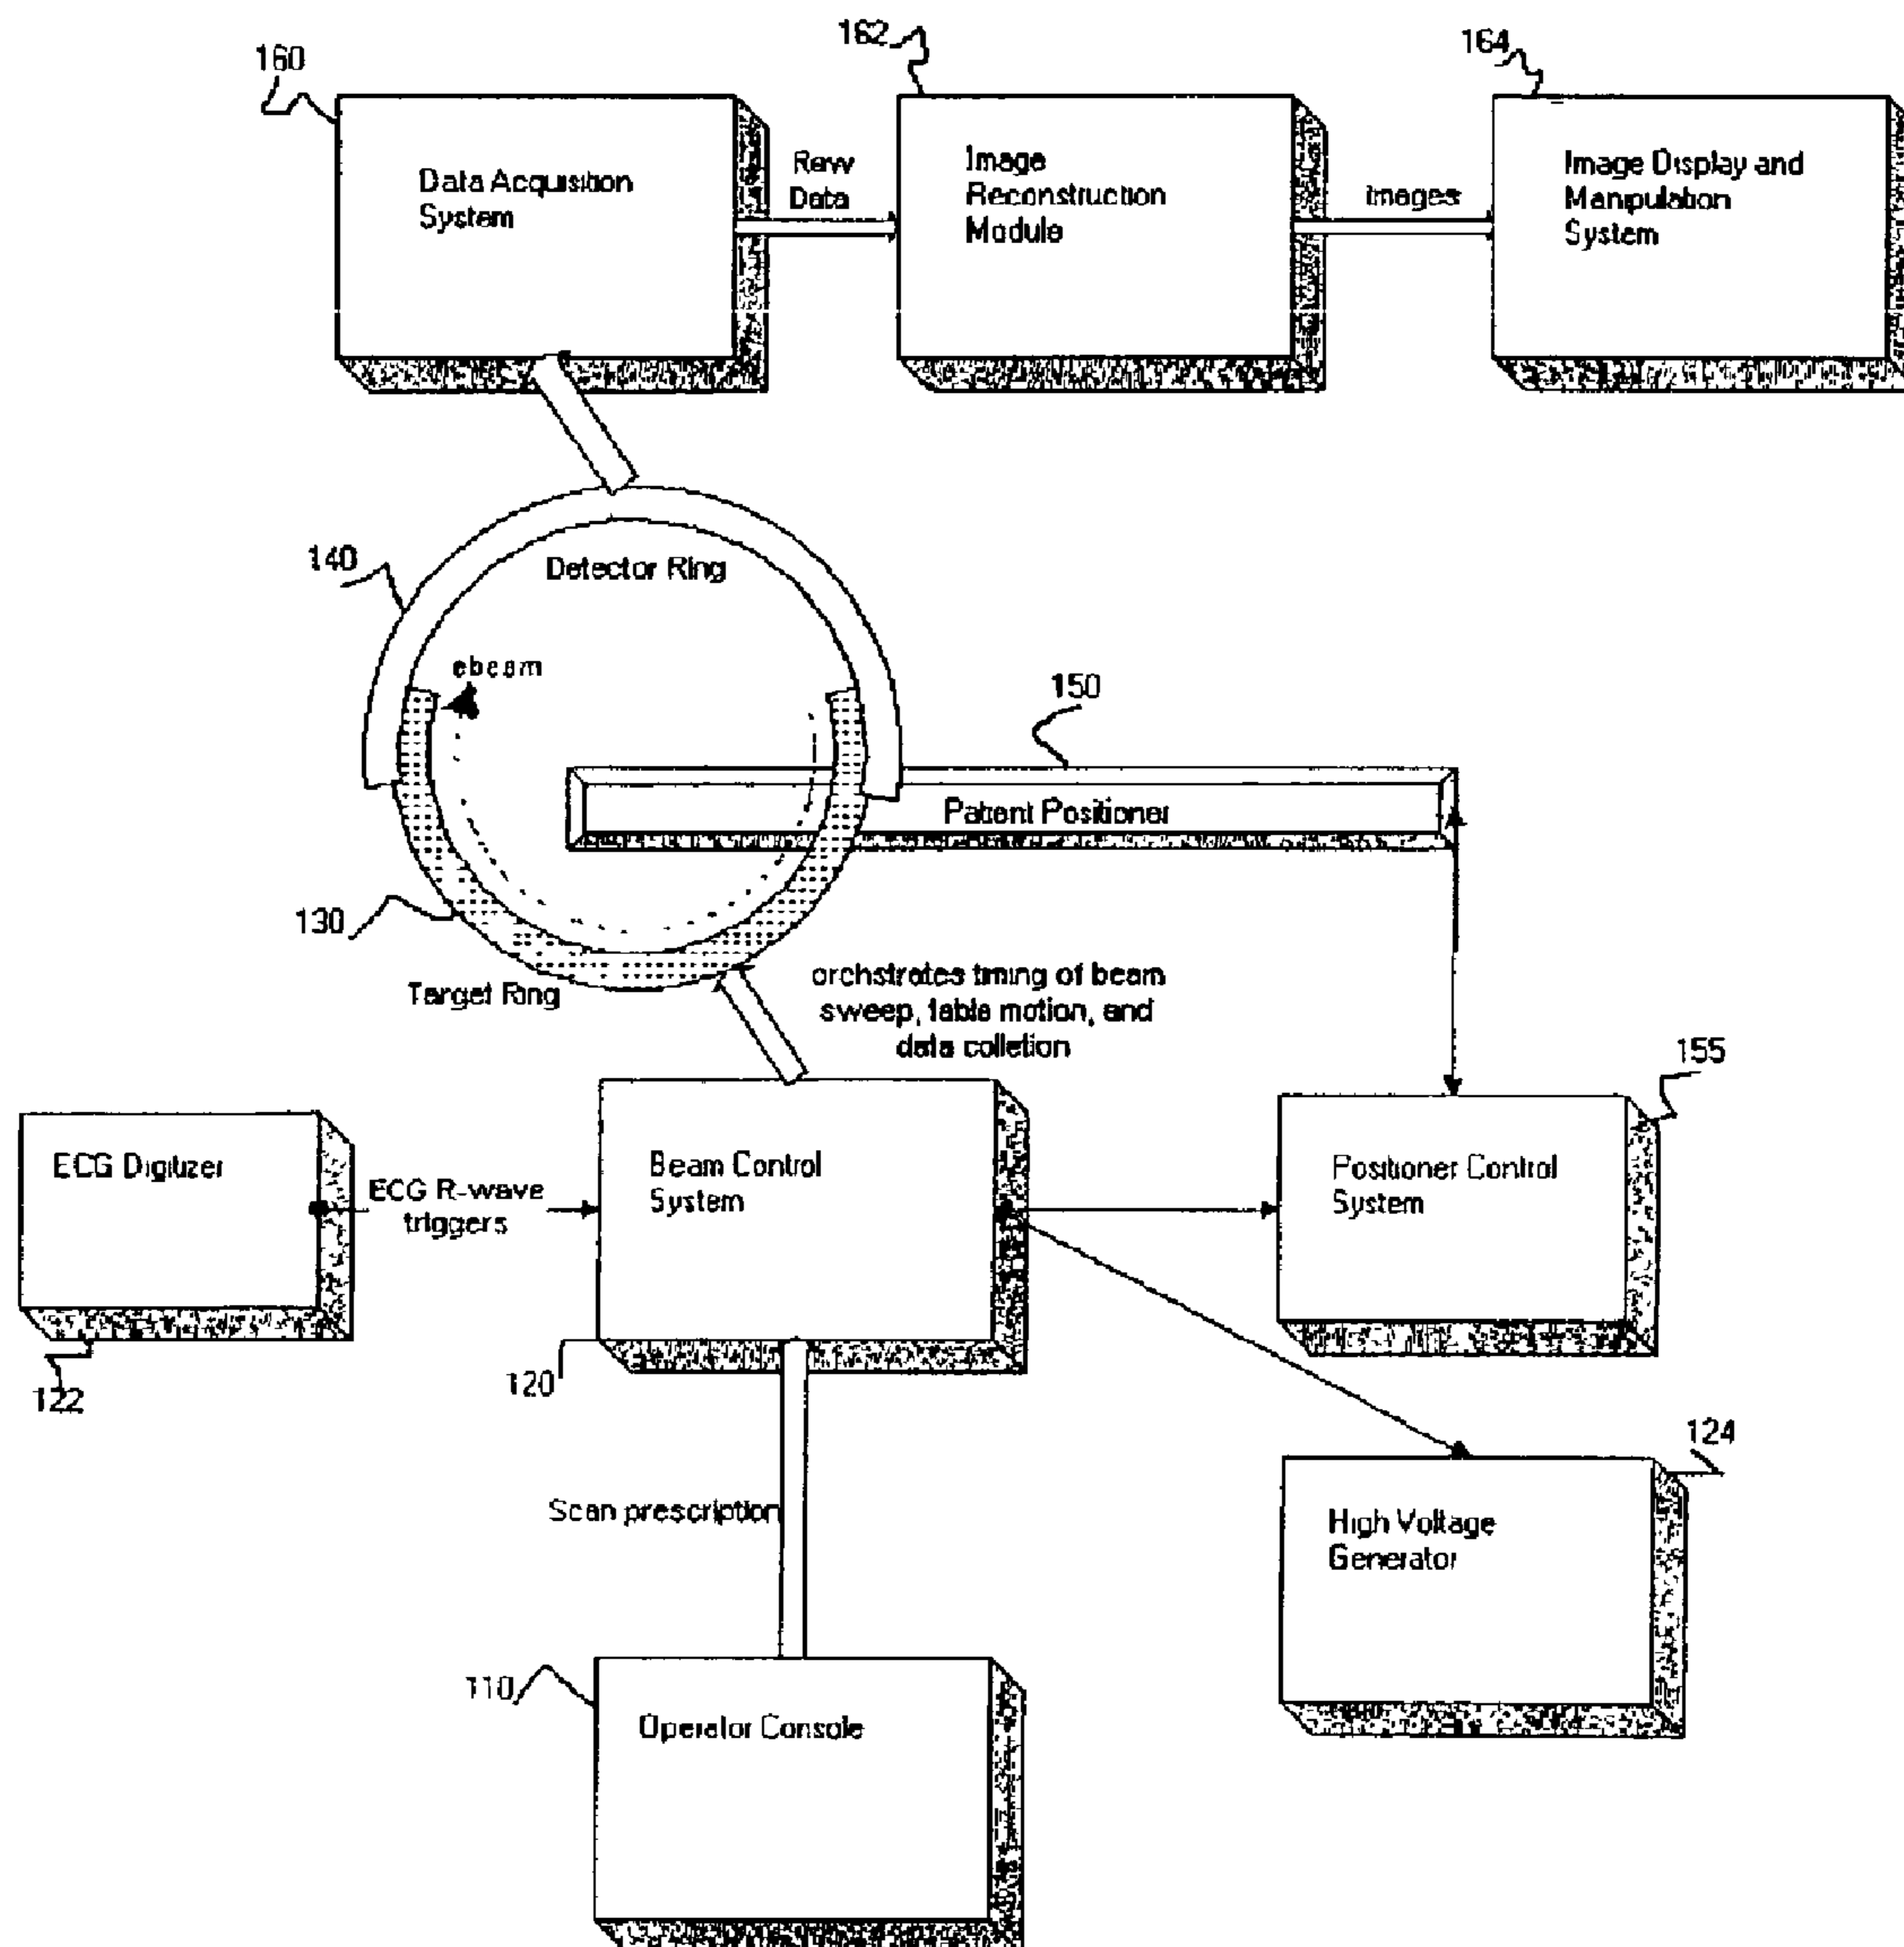 160
162
164
Data Acquisition
System
Raw
Data
Image
Reconstruction
Module
Images
Image Display and
Manipulation
System
140
Detector Ring
ebeam
150
Patient Positioner
130
Target Ring
orchstrates timing of beam
sweep, table motion, and
data colletion
155
ECG Digitizer
ECG R-wave
triggers
Beam Control
System
Positioner Control
System
122
120
124
Scan prescription
High Voltage
Generator
110
Operator Console